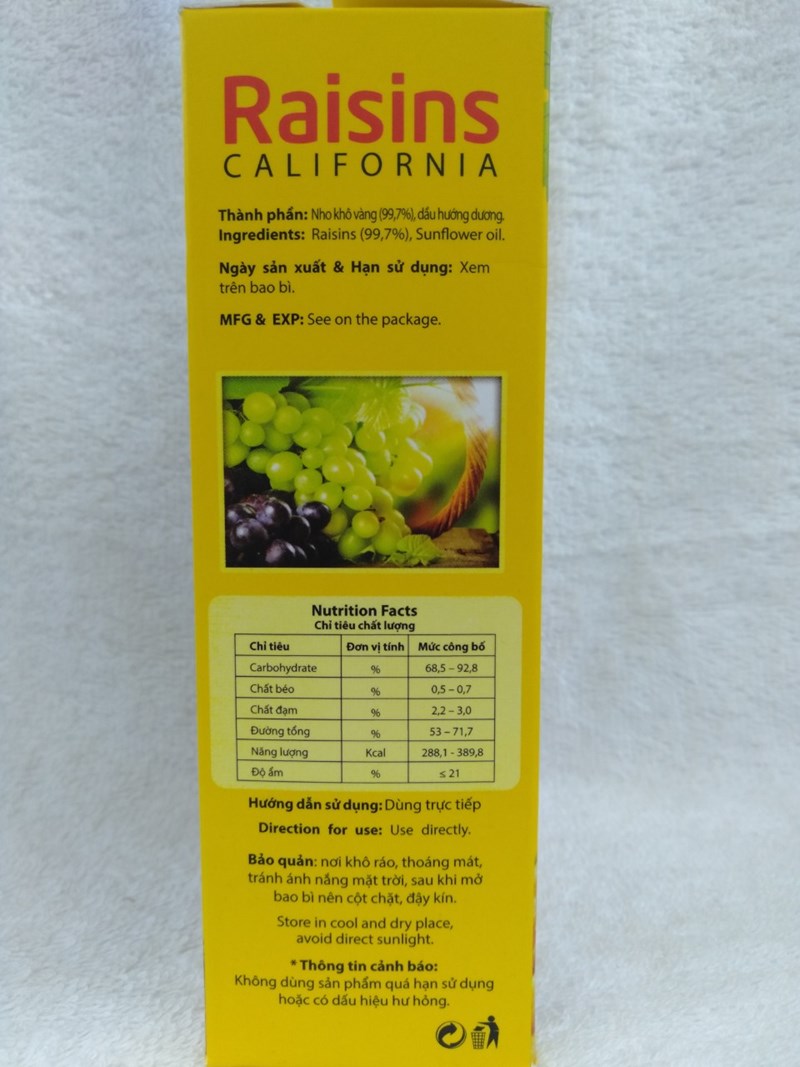 Raisins
CALIFORNIA
Thành phần: Nho khô vàng (99,7%), dầu hướng dương.
Ingredients: Raisins (99,7%), Sunflower oil.
Ngày sản xuất & Hạn sử dụng: Xem
trên bao bì.
MFG & EXP: See on the package.
Nutrition Facts
Chỉ tiêu chất lượng
Chỉ tiêu Đơn vị tính Mức công bố
Carbohydrate % 68,5 – 92,8
Chất béo % 0,5 – 0,7
Chất đạm % 2,2 – 3,0
Đường tổng % 53 – 71,7
Năng lượng Kcal 288,1 - 389,8
Độ ẩm % ≤ 21
Hướng dẫn sử dụng: Dùng trực tiếp
Direction for use: Use directly.
Bảo quản: nơi khô ráo, thoáng mát,
tránh ánh nắng mặt trời, sau khi mở
bao bì nên cột chặt, đậy kín.
Store in cool and dry place,
avoid direct sunlight.
* Thông tin cảnh báo:
Không dùng sản phẩm quá hạn sử dụng
hoặc có dấu hiệu hư hỏng.